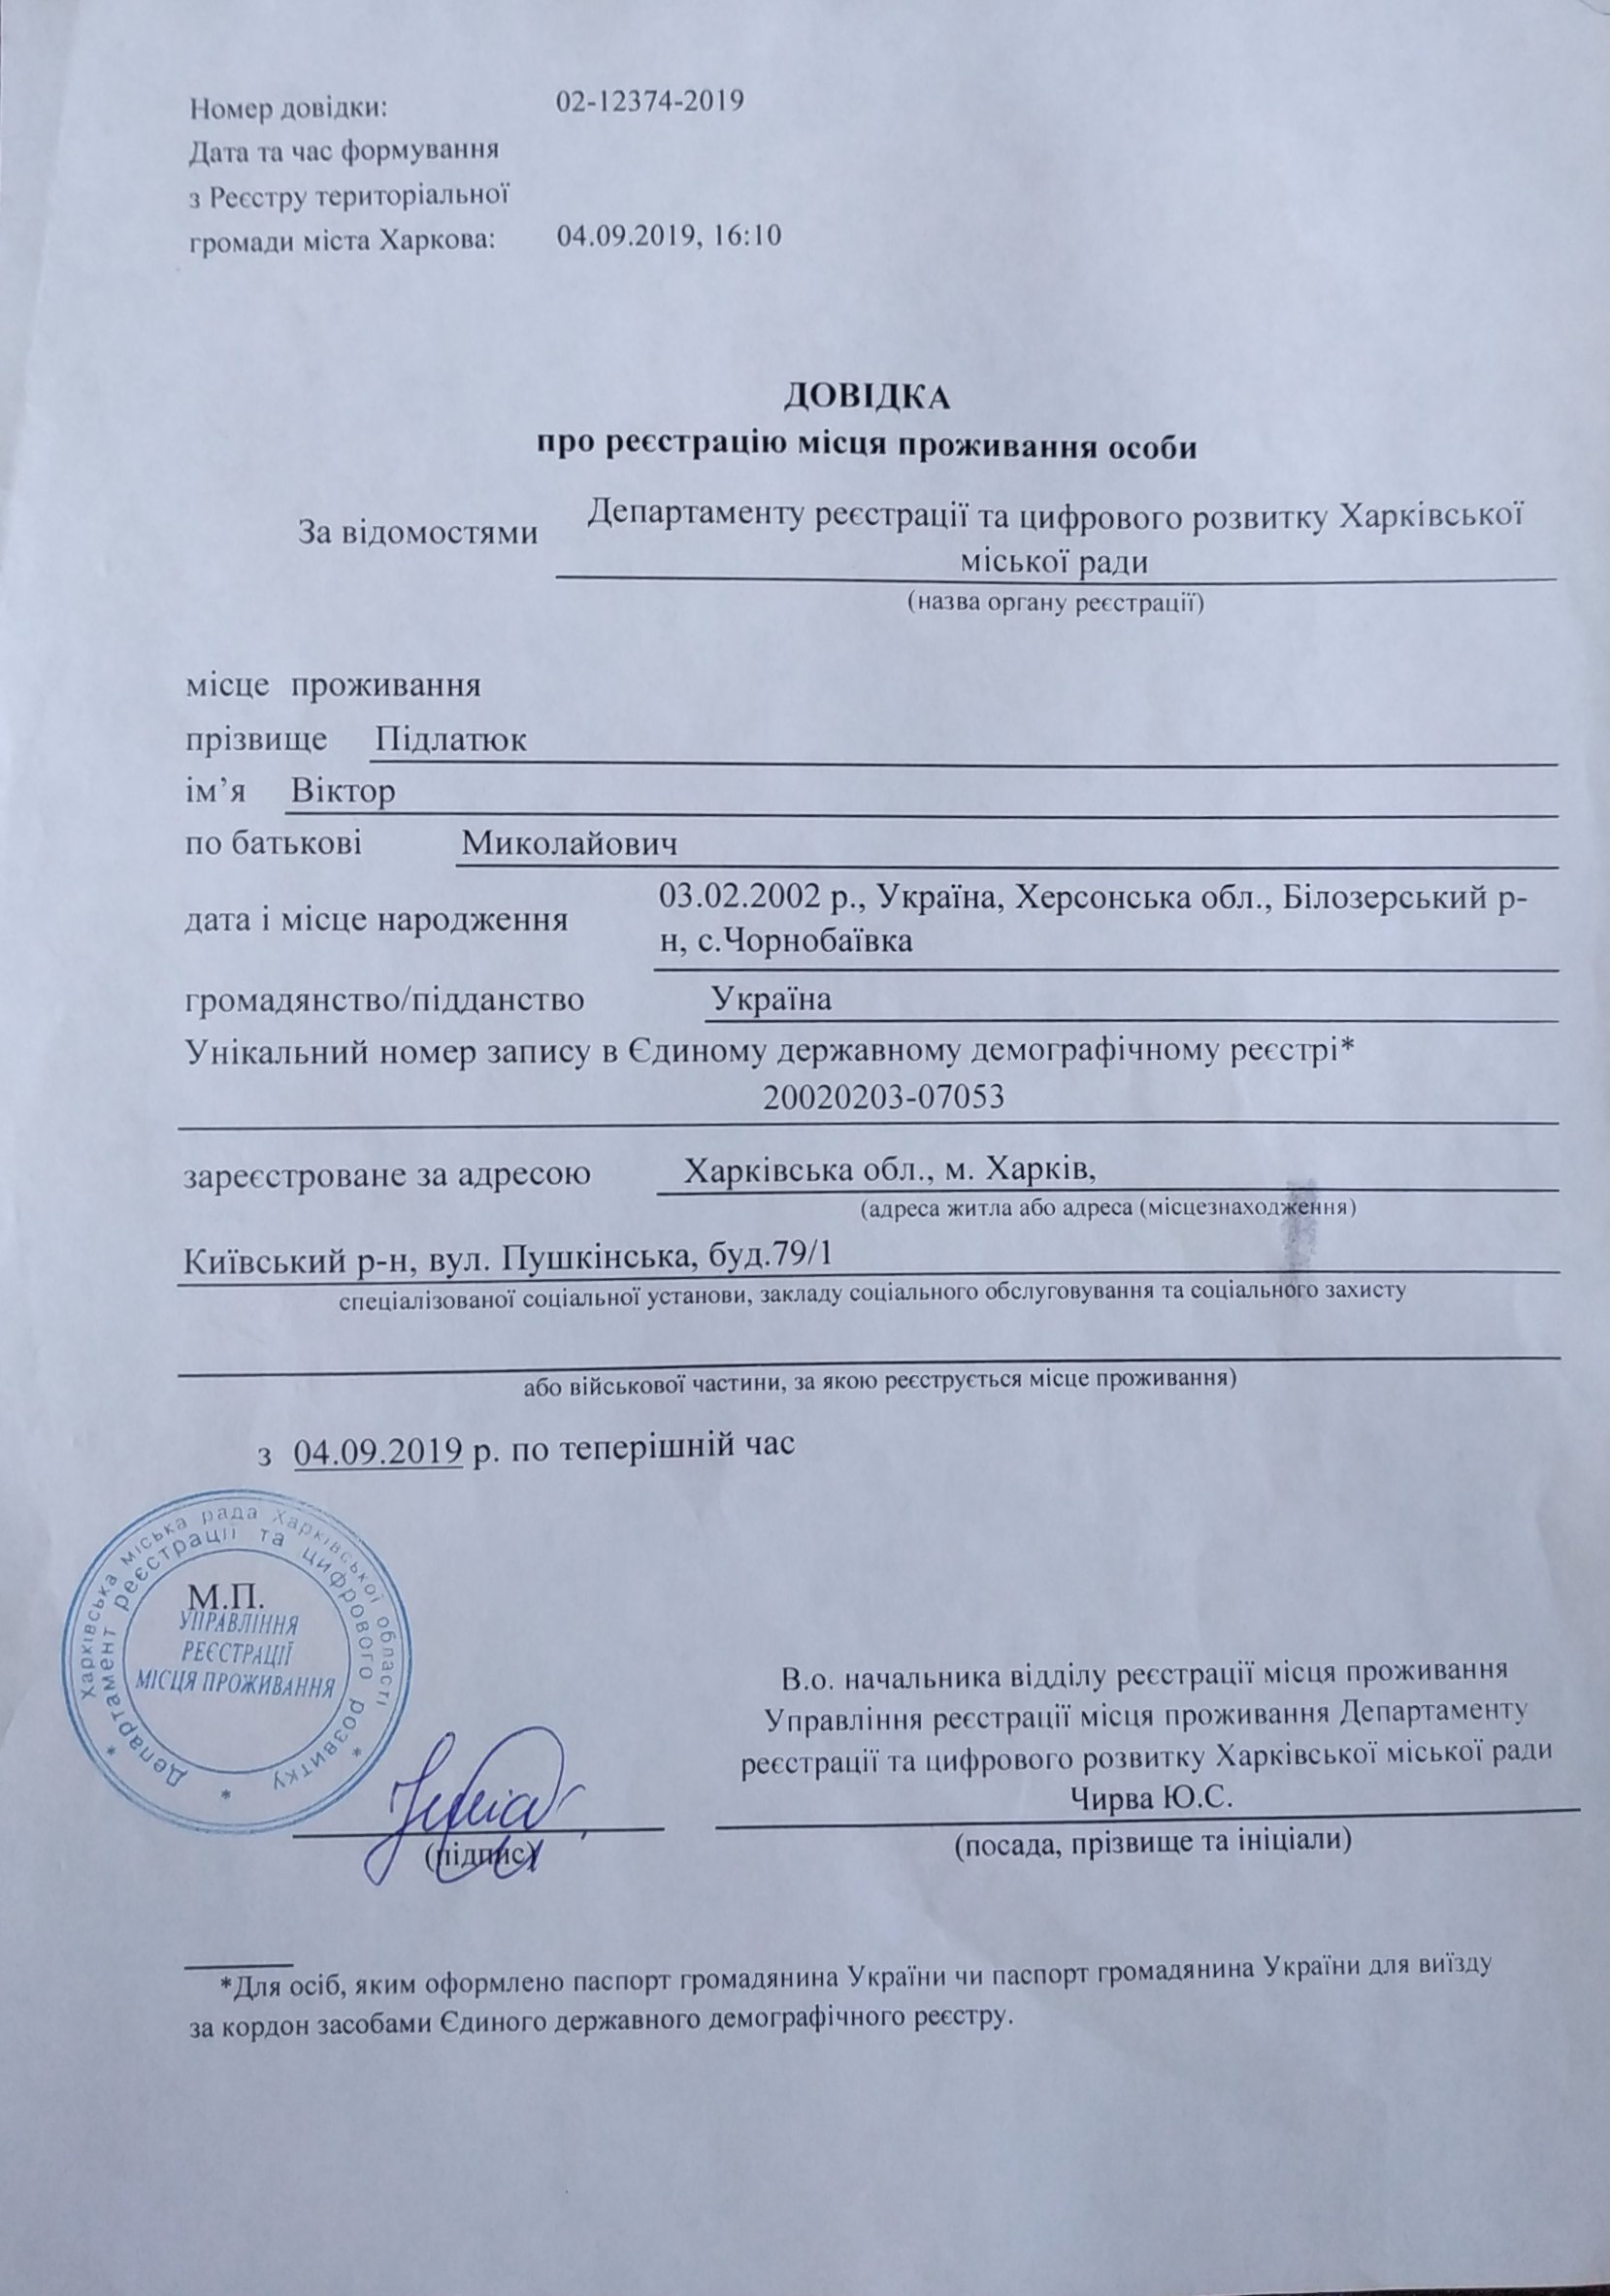 Номер довідки: 02-12374-2019
Дата та час формування
з Реєстру територіальної
громади міста Харкова: 04.09.2019, 16:10
ДОВІДКА
про реєстрацію місця проживання особи
За відомостями Департаменту реєстрації та цифрового розвитку Харківської
міської ради
(назва органу реєстрації)
місце проживання
прізвище Підлатюк
ім’я Віктор
по батькові Миколайович
дата і місце народження 03.02.2002 р., Україна, Херсонська обл., Білозерський р-
н, с.Чорнобаївка
громадянство/підданство Україна
Унікальний номер запису в Єдиному державному демографічному реєстрі*
20020203-07053
зареєстроване за адресою Харківська обл., м. Харків,
(адреса житла або адреса (місцезнаходження)
Київський р-н, вул. Пушкінська, буд.79/1
спеціалізованої соціальної установи, закладу соціального обслуговування та соціального захисту
або військової частини, за якою реєструється місце проживання)
з 04.09.2019 р. по теперішній час
Харківська міська рада Харківської області
Департамент реєстрації та цифрового розвитку
М.П.
УПРАВЛІННЯ
РЕЄСТРАЦІЇ
МІСЦЯ ПРОЖИВАННЯ
В.о. начальника відділу реєстрації місця проживання
Управління реєстрації місця проживання Департаменту
реєстрації та цифрового розвитку Харківської міської ради
Чирва Ю.С.
(підпис) (посада, прізвище та ініціали)
*Для осіб, яким оформлено паспорт громадянина України чи паспорт громадянина України для виїзду
за кордон засобами Єдиного державного демографічного реєстру.